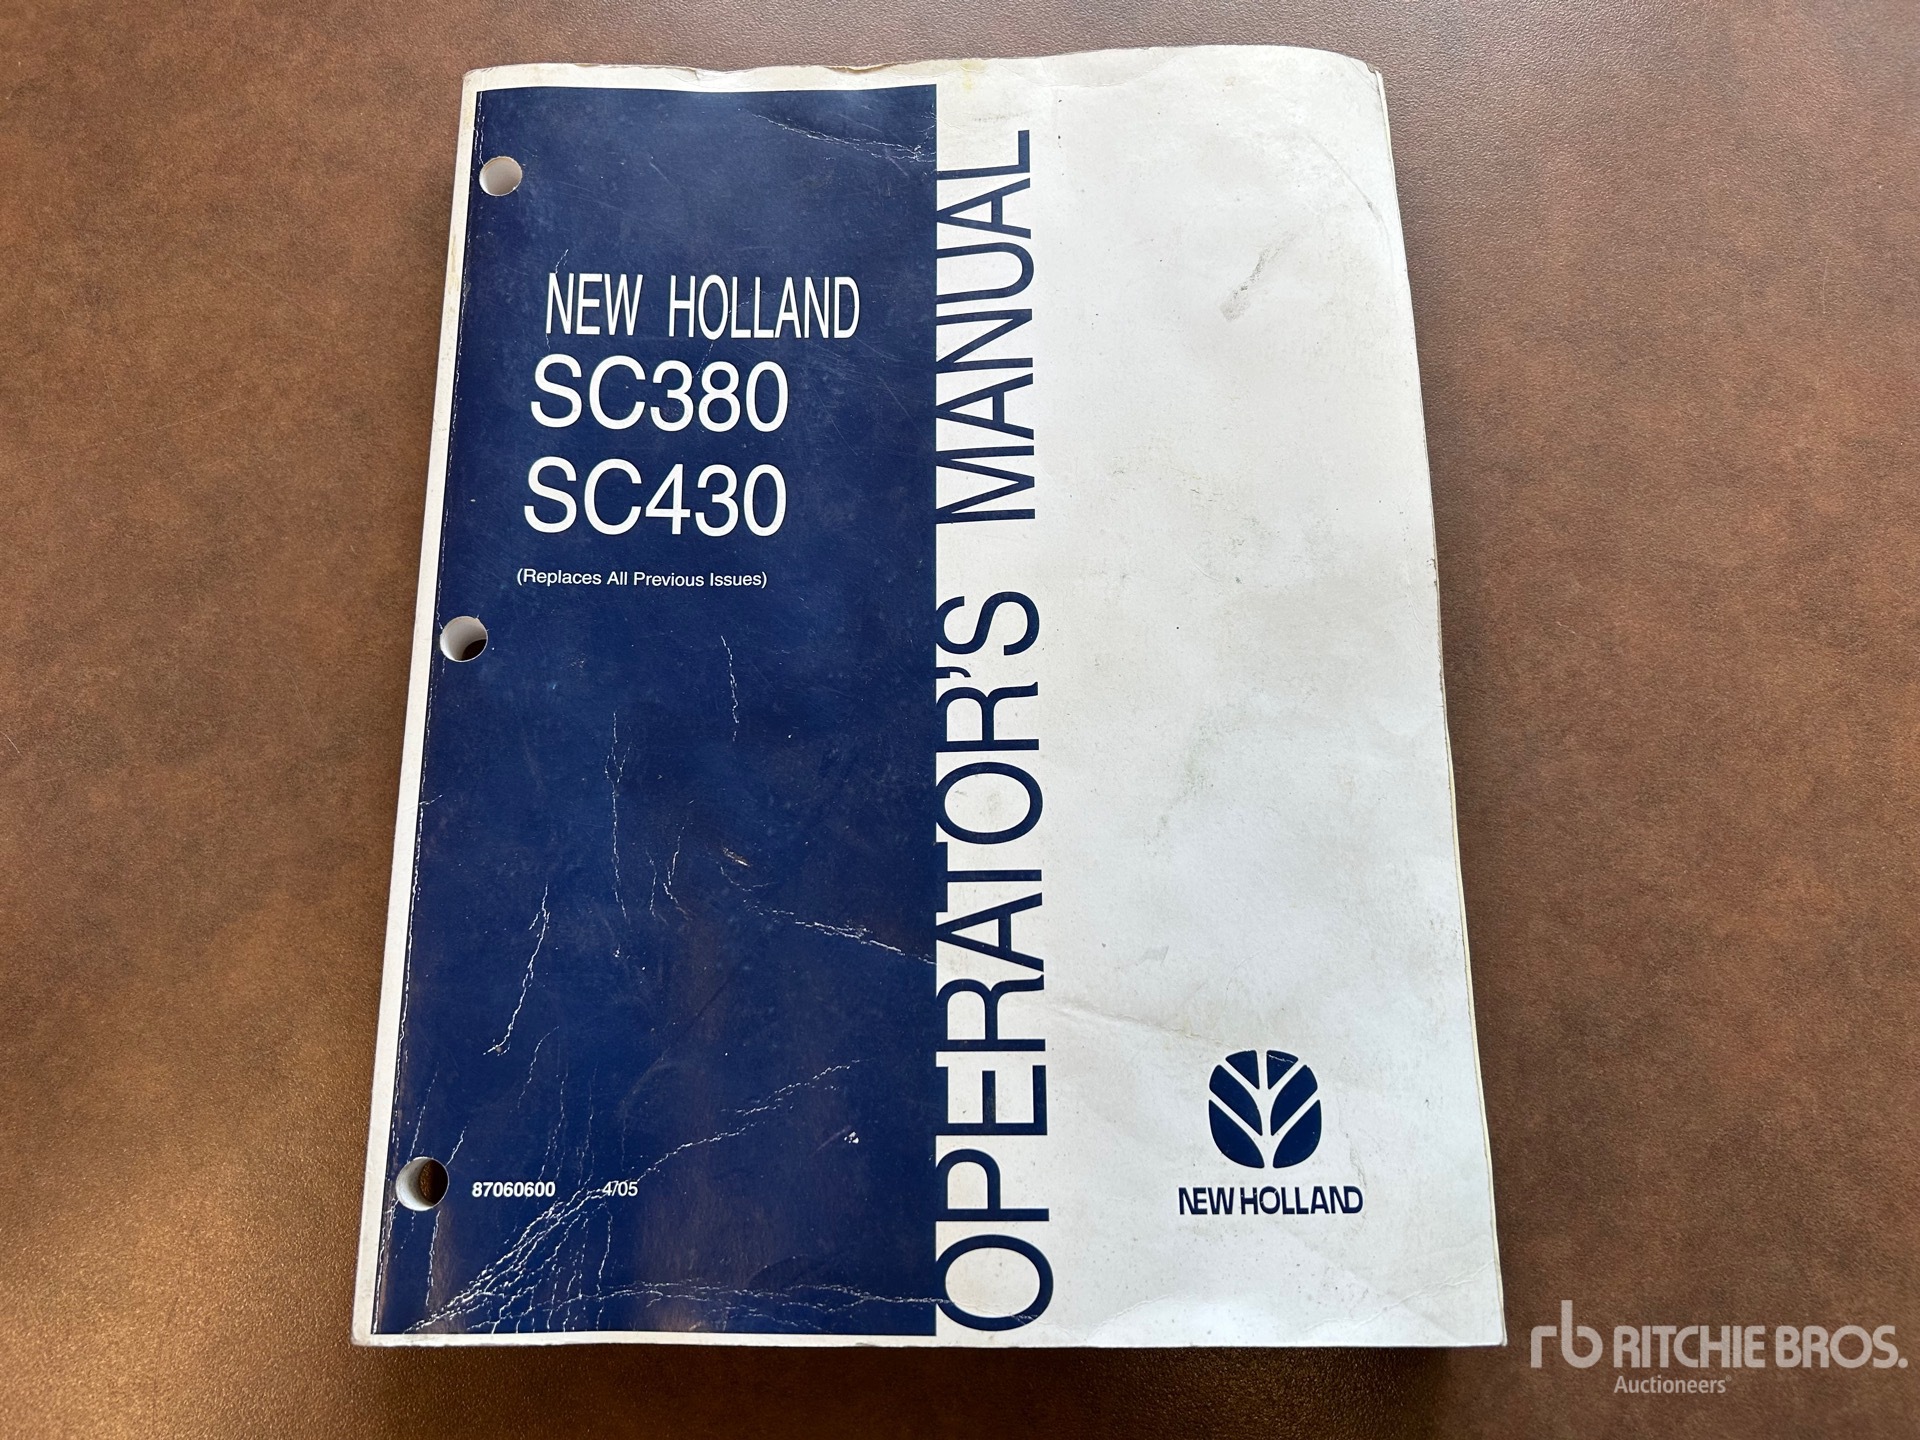 NEW HOLLAND
SC380
SC430
(Replaces All Previous Issues)
87060600 4/05
OPERATOR'S MANUAL
NEW HOLLAND
rb RITCHIE BROS.
Auctioneers